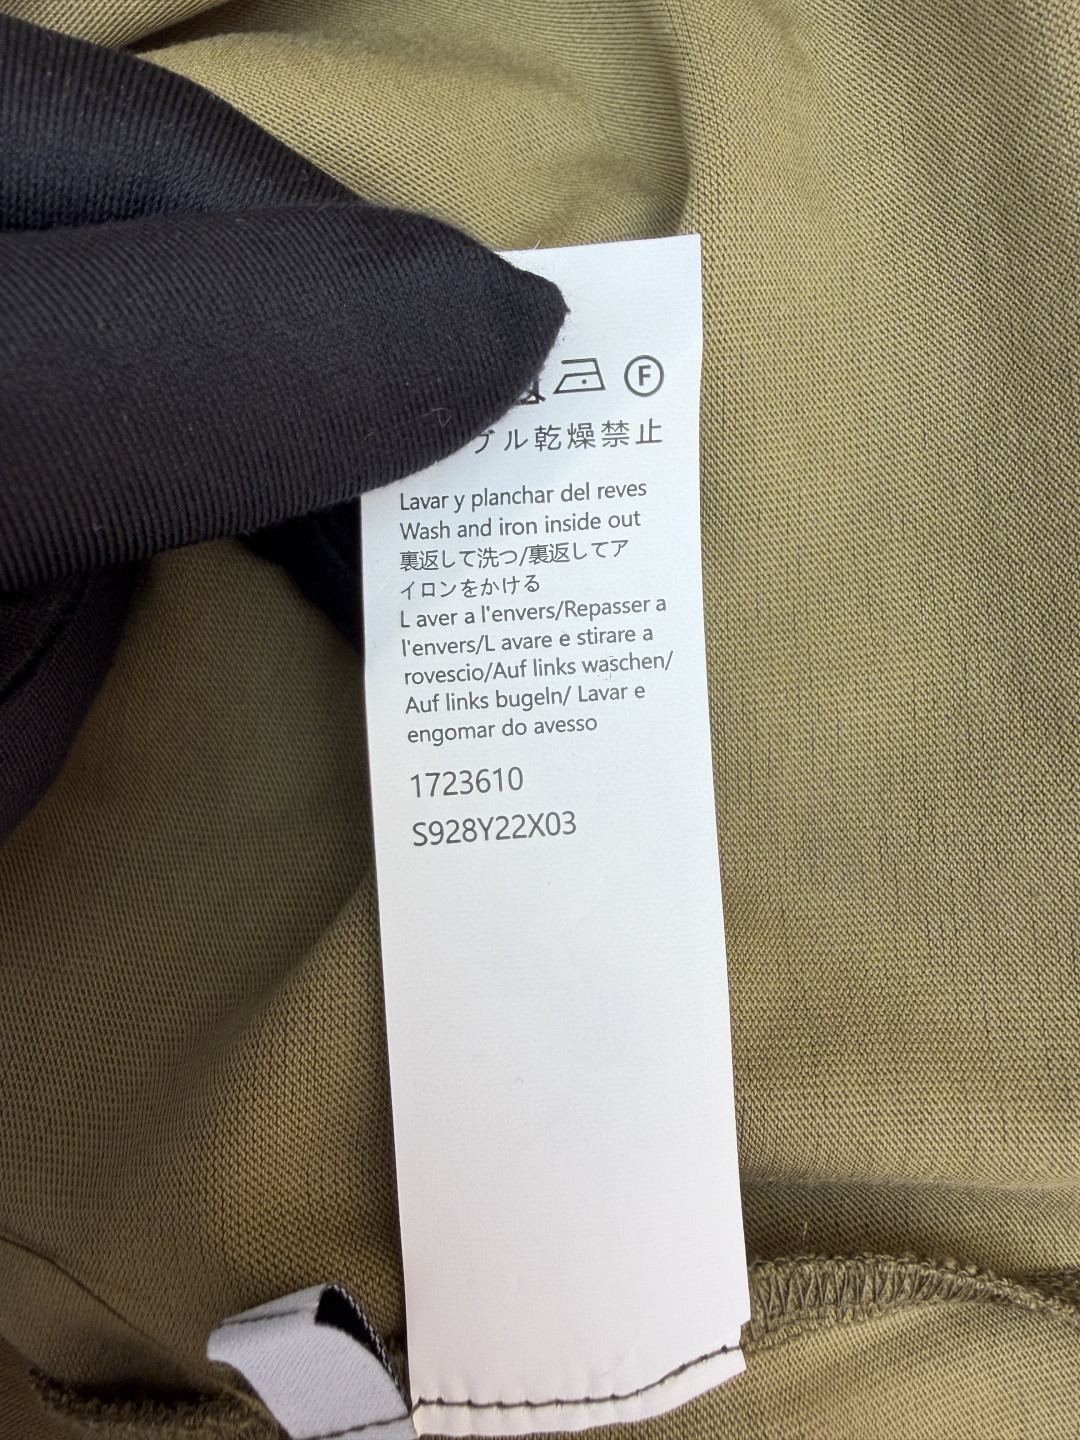 F
ブル乾燥禁止
Lavar y planchar del reves
Wash and iron inside out
裏返して洗つ/裏返してア
イロンをかける
L aver a l'envers/Repasser a
l'envers/L avare e stirare a
rovescio/Auf links waschen/
Auf links bugeln/ Lavar e
engomar do avesso
1723610
S928Y22X03